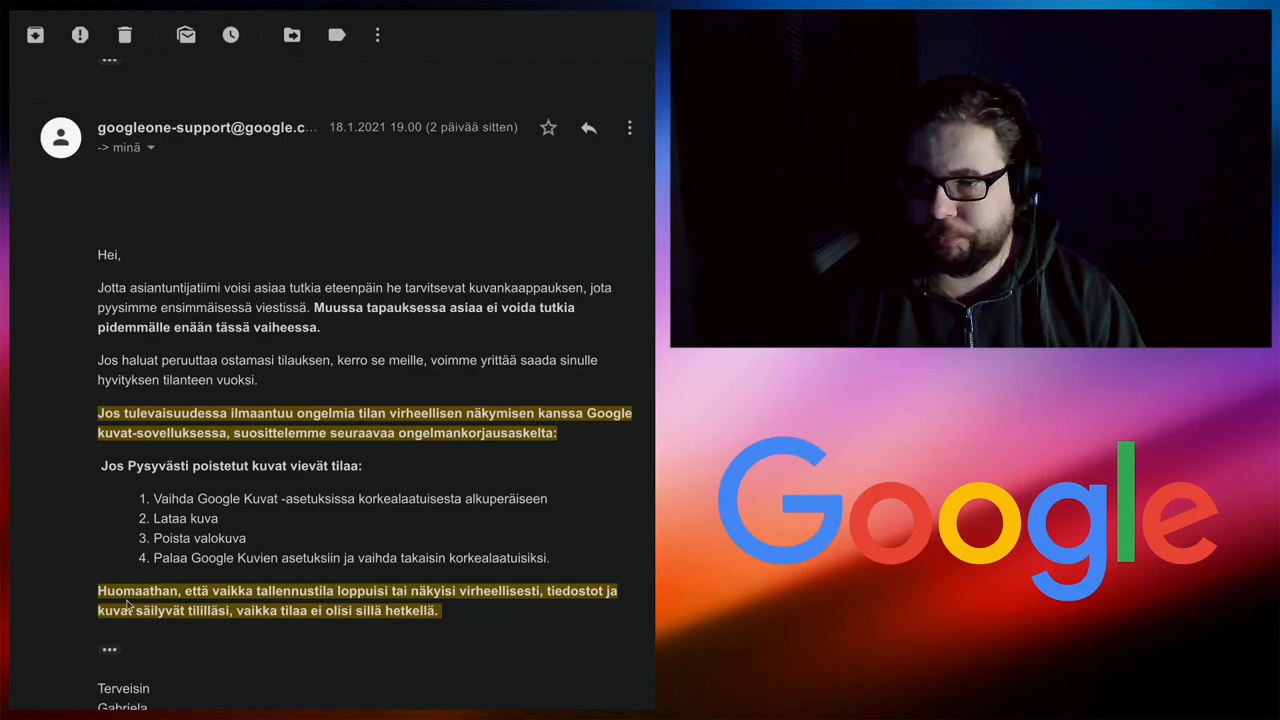 googleone-support@google.c... 18.1.2021 19.00 (2 päivää sitten)
-> minä
Hei,
Jotta asiantuntijatiimi voisi asiaa tutkia eteenpäin he tarvitsevat kuvankaappauksen, jota
pyysimme ensimmäisessä viestissä. Muussa tapauksessa asiaa ei voida tutkia
pidemmälle enään tässä vaiheessa.
Jos haluat peruuttaa ostamasi tilauksen, kerro se meille, voimme yrittää saada sinulle
hyvityksen tilanteen vuoksi.
Jos tulevaisuudessa ilmaantuu ongelmia tilan virheellisen näkymisen kanssa Google
kuvat-sovelluksessa, suosittelemme seuraavaa ongelmankorjausaskelta:
Jos Pysyvästi poistetut kuvat vievät tilaa:
1. Vaihda Google Kuvat -asetuksissa korkealaatuisesta alkuperäiseen
2. Lataa kuva
3. Poista valokuva
4. Palaa Google Kuvien asetuksiin ja vaihda takaisin korkealaatuisiksi.
Huomaathan, että vaikka tallennustila loppuisi tai näkyisi virheellisesti, tiedostot ja
kuvat säilyvät tililläsi, vaikka tilaa ei olisi sillä hetkellä.
Terveisin
Gabriela
Google